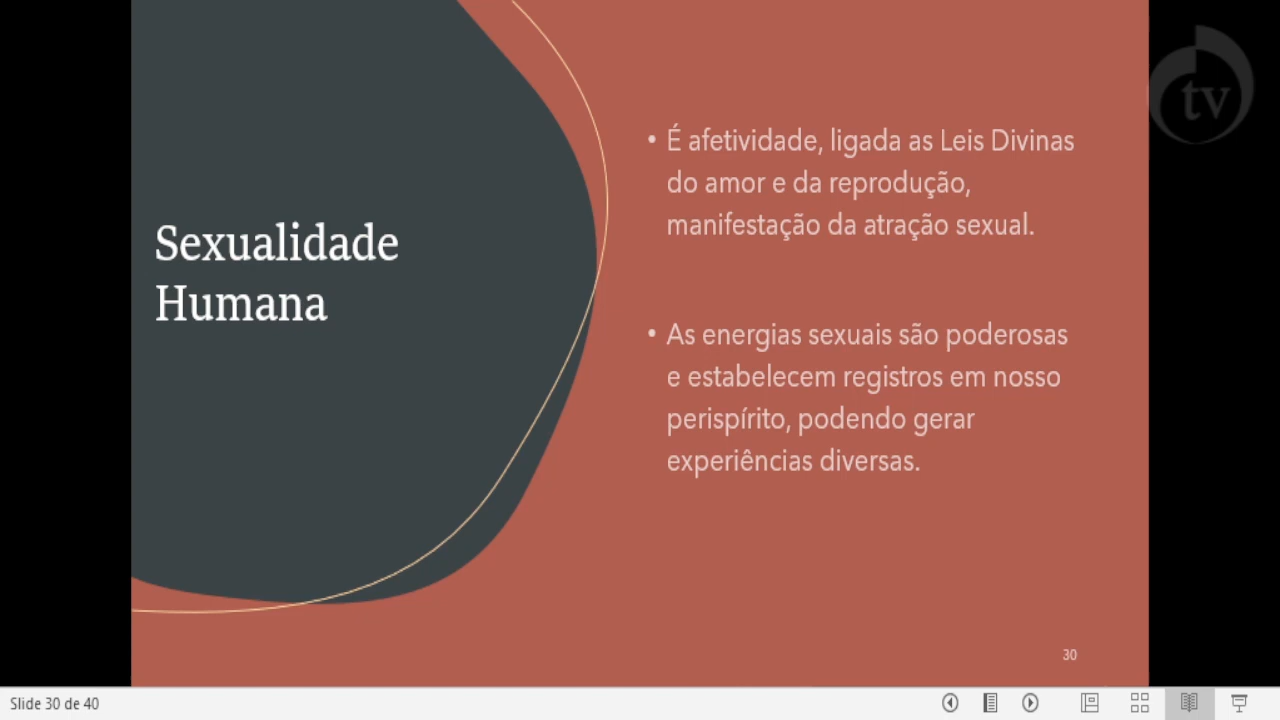 tv
Sexualidade
Humana
• É afetividade, ligada as Leis Divinas
do amor e da reprodução,
manifestação da atração sexual.
• As energias sexuais são poderosas
e estabelecem registros em nosso
perispírito, podendo gerar
experiências diversas.
30
Slide 30 de 40